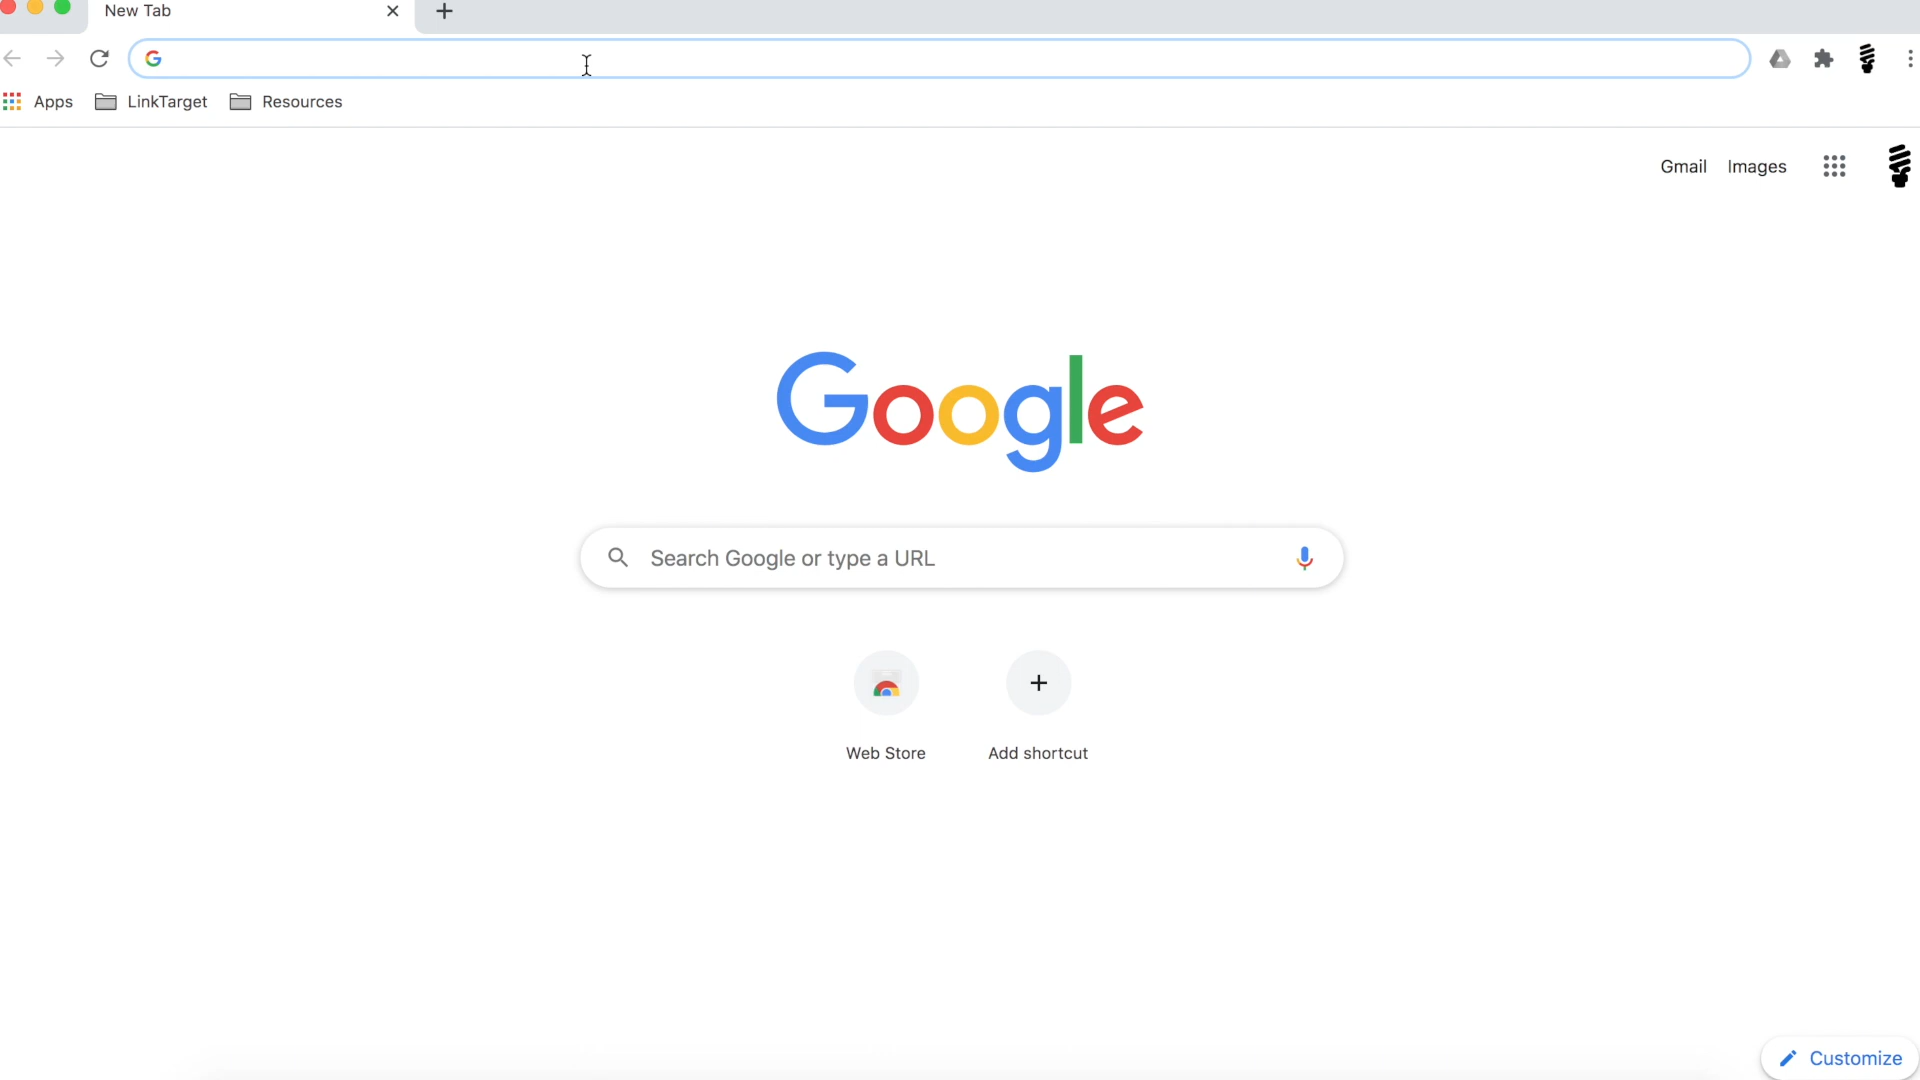 New Tab
Apps LinkTarget Resources
Gmail Images
Google
Search Google or type a URL
Web Store Add shortcut
Customize